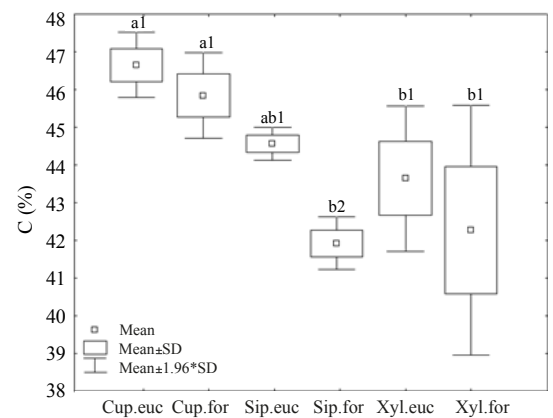 48
47
46
45
44
43
42
41
40
39
38
C (%)
a1
a1
ab1
b2
b1
b1
Mean
Mean±SD
Mean±1.96*SD
Cup.euc Cup.for Sip.euc Sip.for Xyl.euc Xyl.for